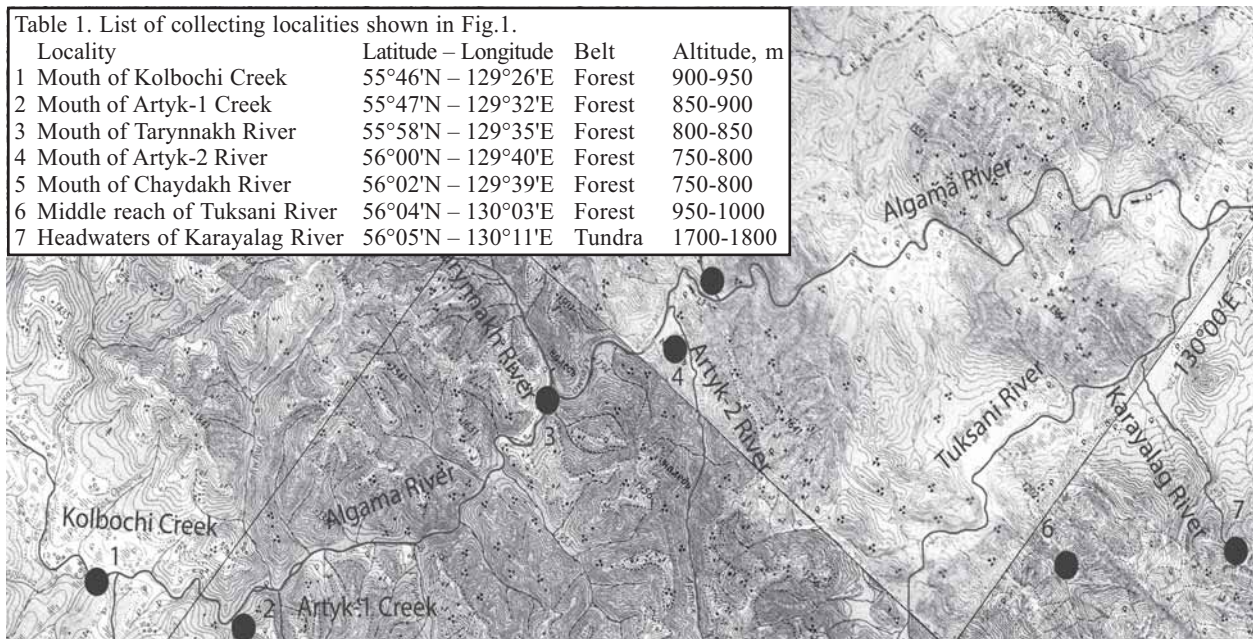 Table 1. List of collecting localities shown in Fig.1.
Locality Latitude – Longitude Belt Altitude, m
1 Mouth of Kolbochi Creek 55°46'N – 129°26'E Forest 900-950
2 Mouth of Artyk-1 Creek 55°47'N – 129°32'E Forest 850-900
3 Mouth of Tarynnakh River 55°58'N – 129°35'E Forest 800-850
4 Mouth of Artyk-2 River 56°00'N – 129°40'E Forest 750-800
5 Mouth of Chaydakh River 56°02'N – 129°39'E Forest 750-800
6 Middle reach of Tuksani River 56°04'N – 130°03'E Forest 950-1000
7 Headwaters of Karayalag River 56°05'N – 130°11'E Tundra 1700-1800
Algama River
River
4
Artyk-2 River
3
130°00'E
Tuksani River
Karayalag River
Algama River
Kolbochi Creek
1
6
7
2
Artyk-1 Creek